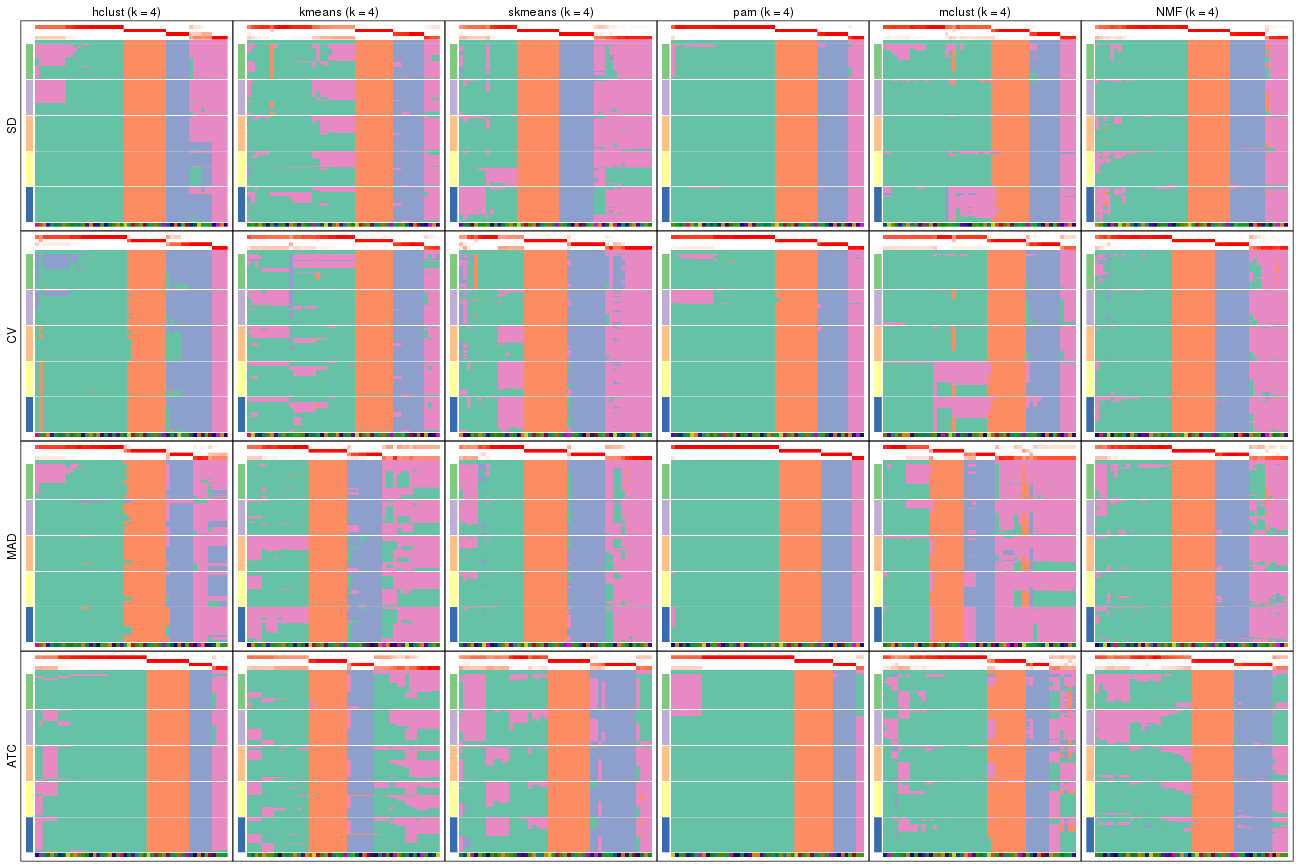 hclust (k = 4)
kmeans (k = 4)
skmeans (k = 4)
pam (k = 4)
mclust (k = 4)
NMF (k = 4)
SD
CV
MAD
ATC